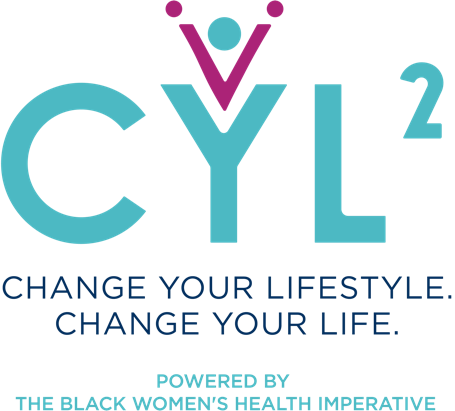 CYL²
CHANGE YOUR LIFESTYLE.
CHANGE YOUR LIFE.
POWERED BY
THE BLACK WOMEN'S HEALTH IMPERATIVE